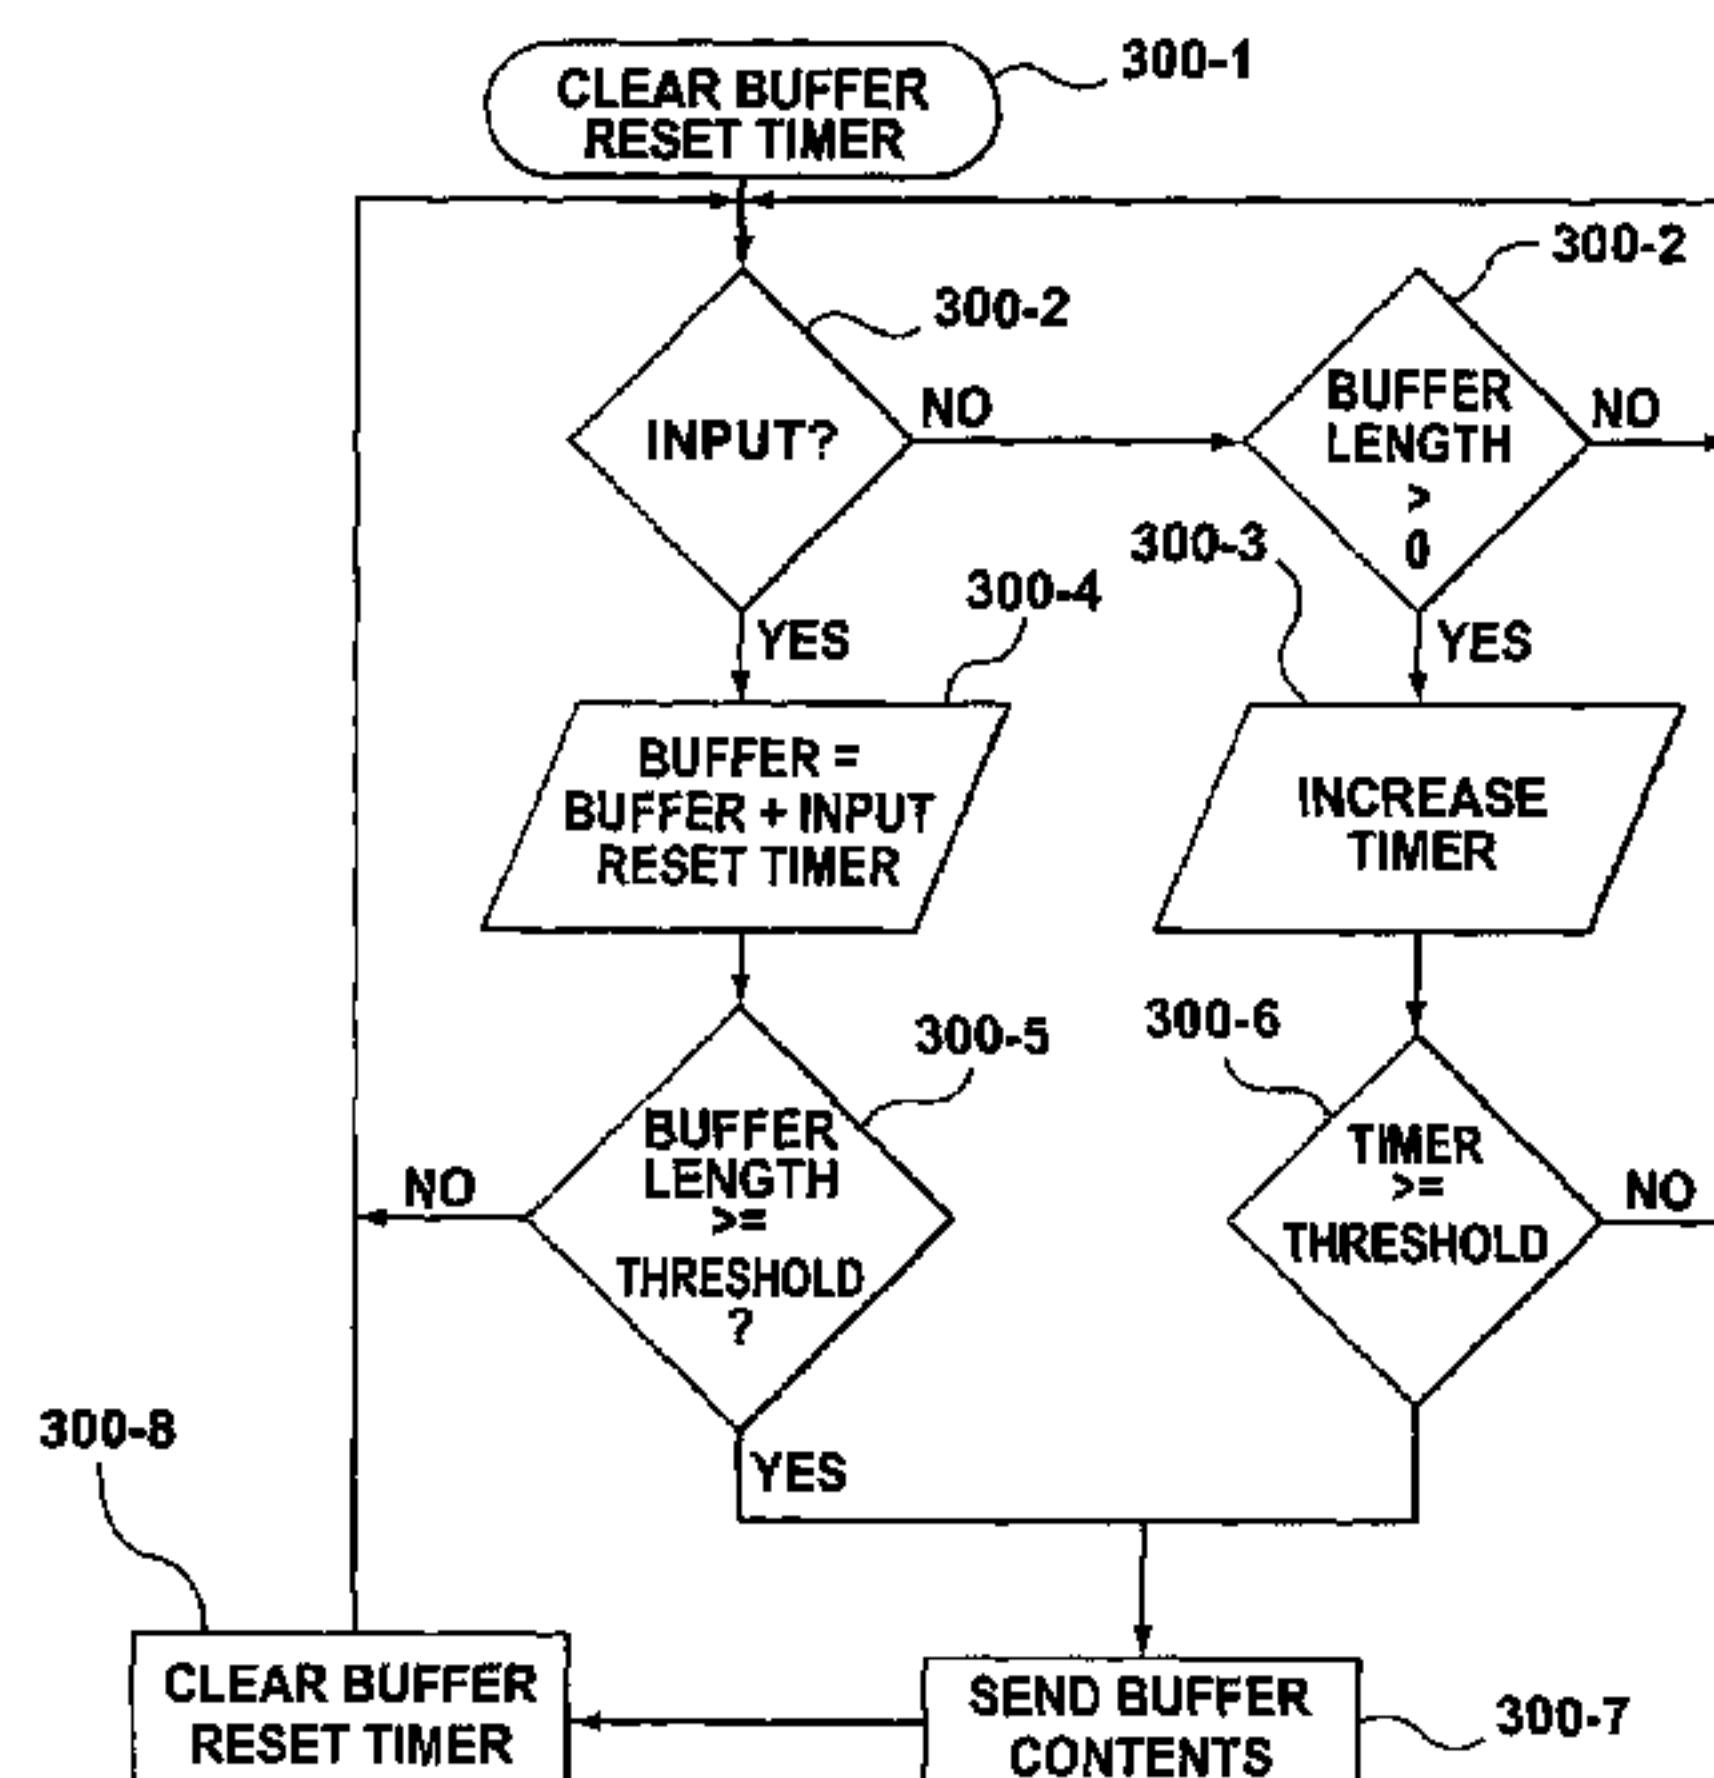 CLEAR BUFFER
RESET TIMER
300-1
INPUT?
300-2
NO
BUFFER
LENGTH
>
0
300-2
NO
YES
YES
300-4
BUFFER =
BUFFER + INPUT
RESET TIMER
300-3
INCREASE
TIMER
300-5
BUFFER
LENGTH
>=
THRESHOLD
?
NO
YES
300-6
TIMER
>=
THRESHOLD
NO
300-8
CLEAR BUFFER
RESET TIMER
SEND BUFFER
CONTENTS
300-7